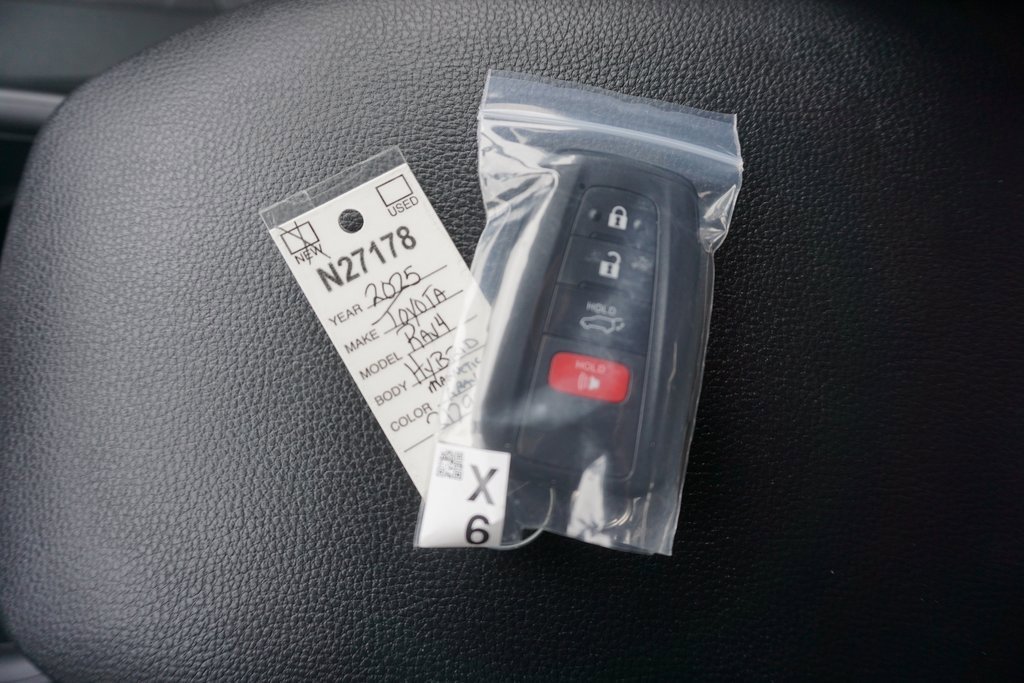 NEW
USED
N27178
YEAR 2025
MAKE TOYOTA
MODEL RAV4
BODY HYBRID
COLOR
HOLD
HOLD
X
6